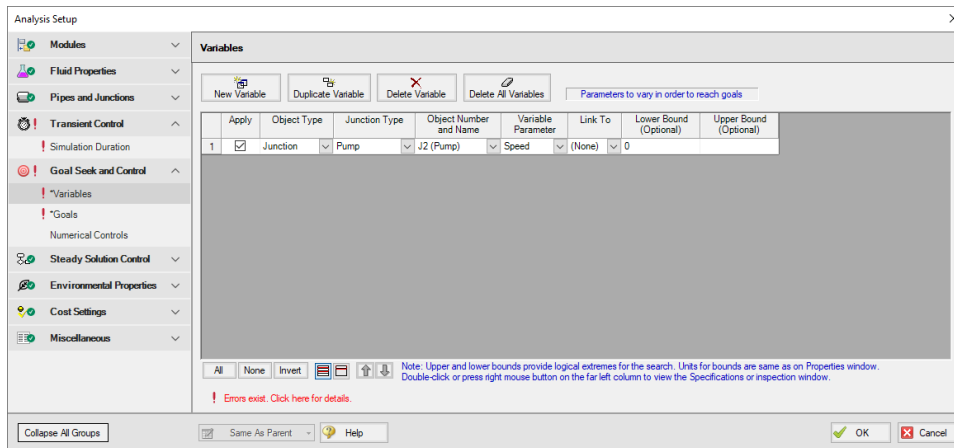 Analysis Setup
Modules
Fluid Properties
Pipes and Junctions
Transient Control
! Simulation Duration
Goal Seek and Control
! *Variables
! *Goals
Numerical Controls
Steady Solution Control
Environmental Properties
Cost Settings
Miscellaneous
Collapse All Groups
Variables
New Variable
Duplicate Variable
Delete Variable
Delete All Variables
Parameters to vary in order to reach goals
Apply Object Type Junction Type Object Number and Name Variable Parameter Link To Lower Bound (Optional) Upper Bound (Optional)
1 Junction Pump J2 (Pump) Speed (None) 0
All None Invert
Note: Upper and lower bounds provide logical extremes for the search. Units for bounds are same as on Properties window.
Double-click or press right mouse button on the far left column to view the Specifications or inspection window.
! Errors exist. Click here for details.
Same As Parent
Help
OK
Cancel